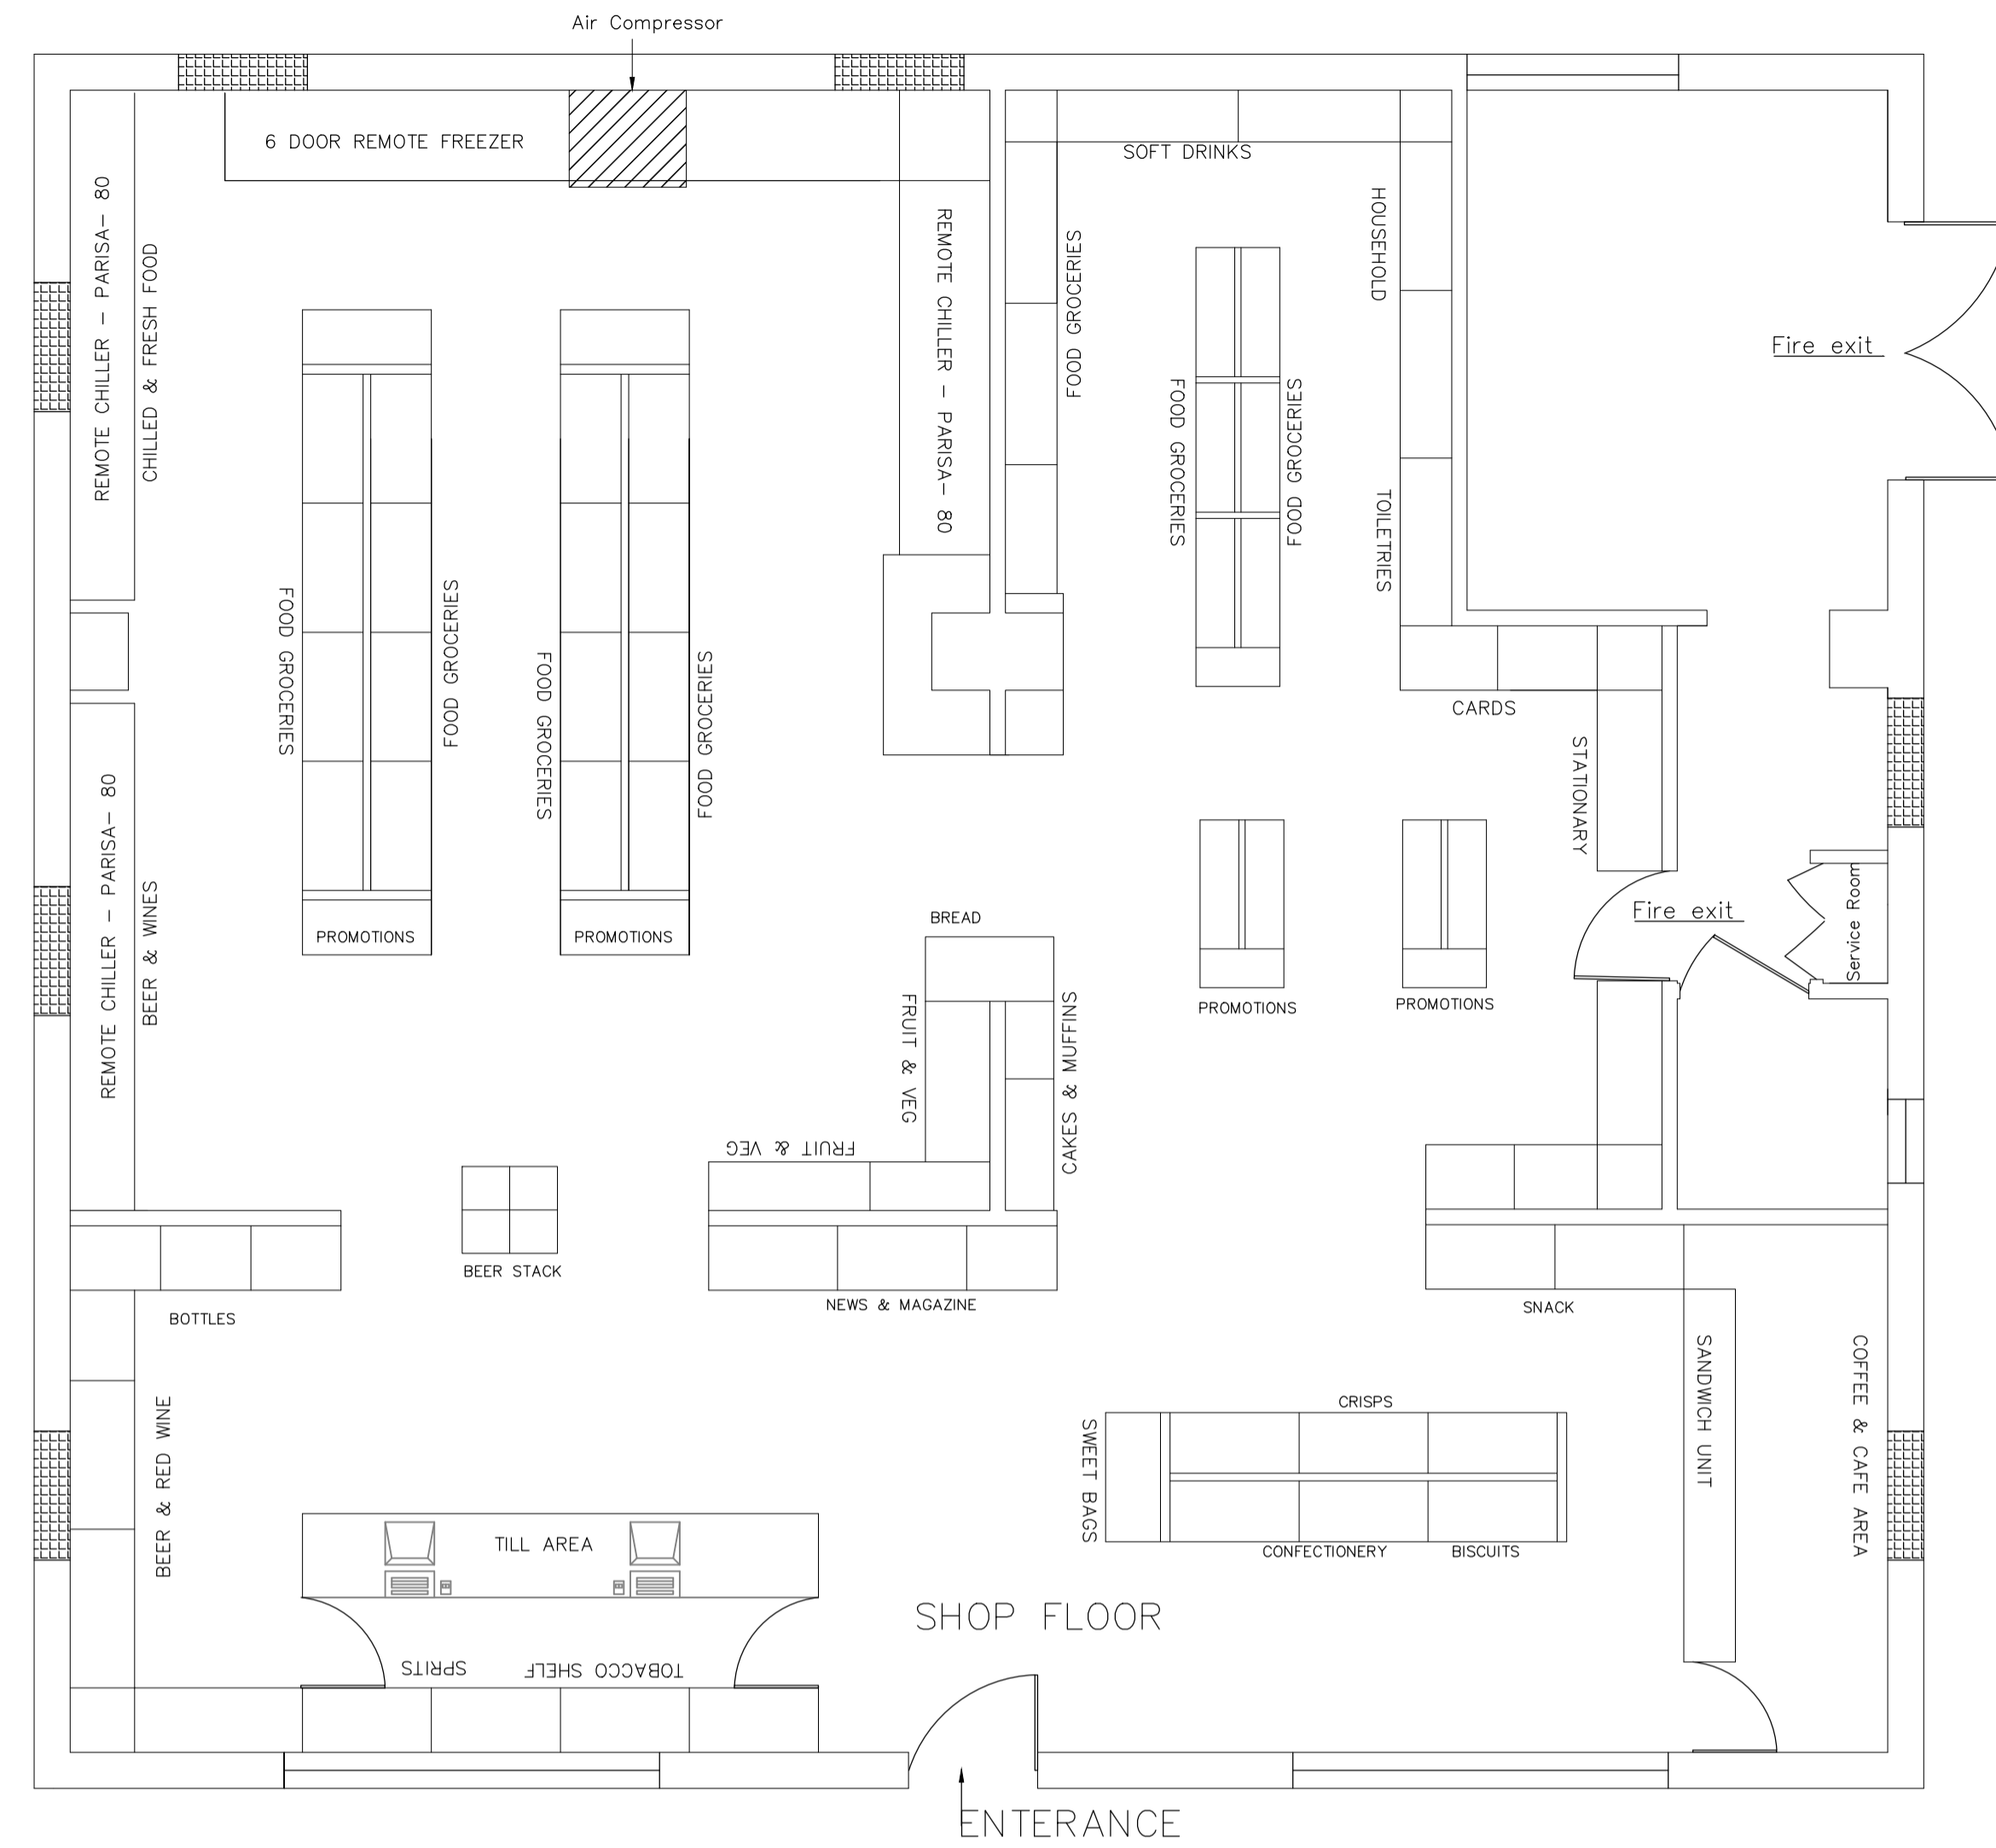 Air Compressor
6 DOOR REMOTE FREEZER
SOFT DRINKS
REMOTE CHILLER - PARISA- 80
CHILLED & FRESH FOOD
REMOTE CHILLER - PARISA- 80
FOOD GROCERIES
HOUSEHOLD
Fire exit
FOOD GROCERIES
FOOD GROCERIES
TOILETRIES
FOOD GROCERIES
FOOD GROCERIES
FOOD GROCERIES
FOOD GROCERIES
CARDS
STATIONARY
REMOTE CHILLER - PARISA- 80
BEER & WINES
PROMOTIONS
PROMOTIONS
BREAD
Fire exit
Service Room
FRUIT & VEG
CAKES & MUFFINS
PROMOTIONS
PROMOTIONS
FRUIT & VEG
BEER STACK
NEWS & MAGAZINE
SNACK
BOTTLES
BEER & RED WINE
SANDWICH UNIT
COFFEE & CAFE AREA
CRISPS
SWEET BAGS
CONFECTIONERY
BISCUITS
TILL AREA
SHOP FLOOR
SPRITS
TOBACCO SHELF
ENTERANCE